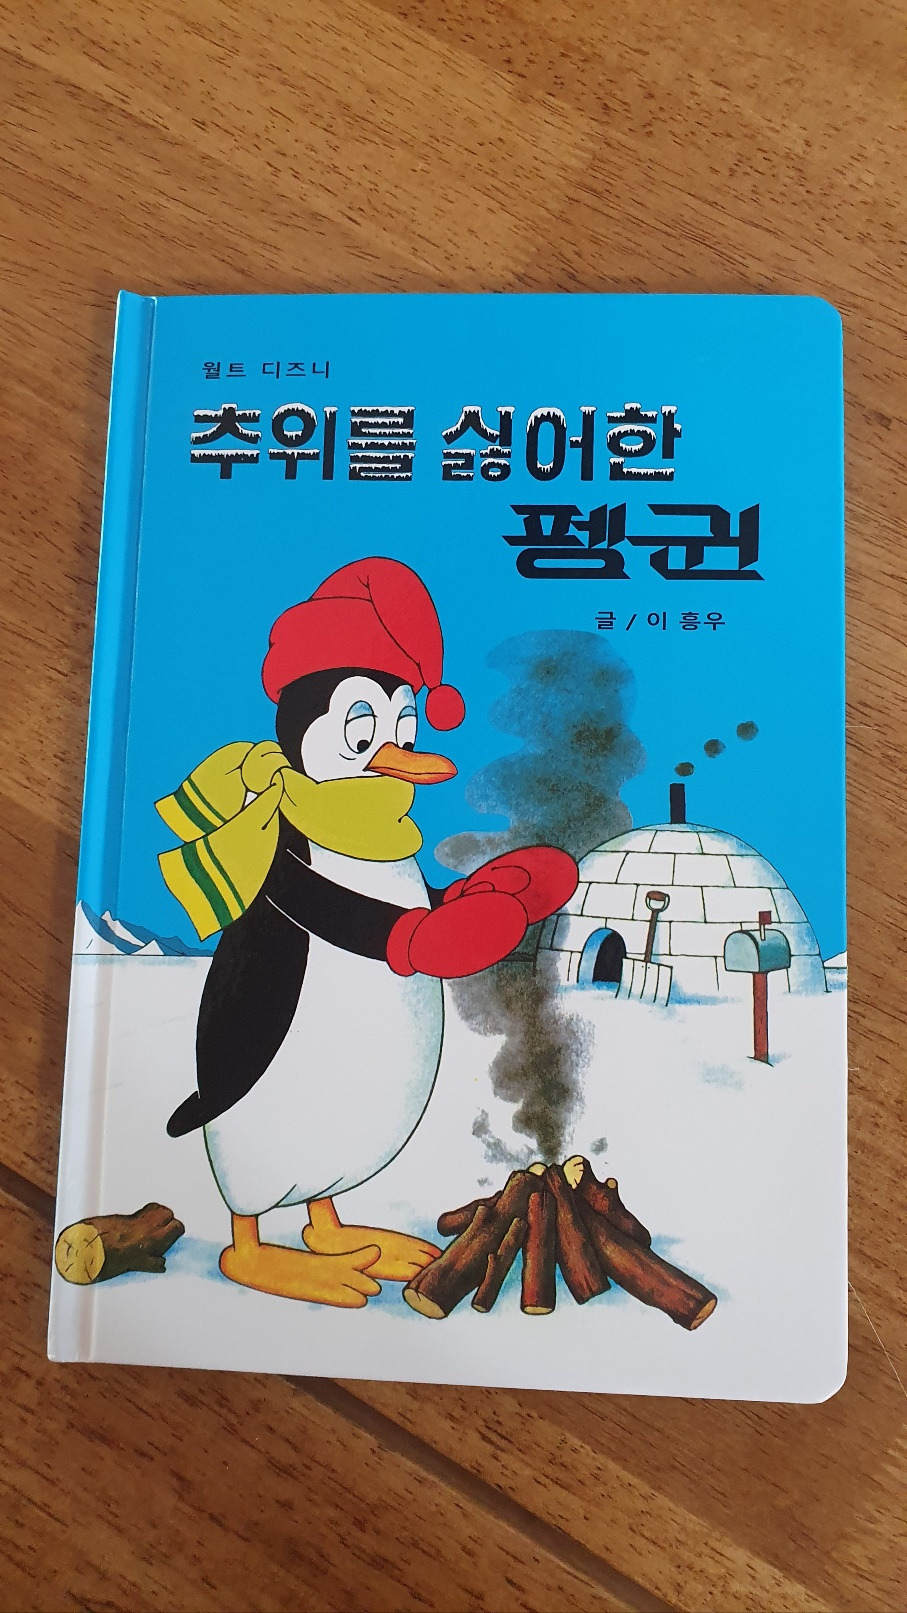 월트 디즈니
추위를 싫어한
펭귄
글 / 이 흥우